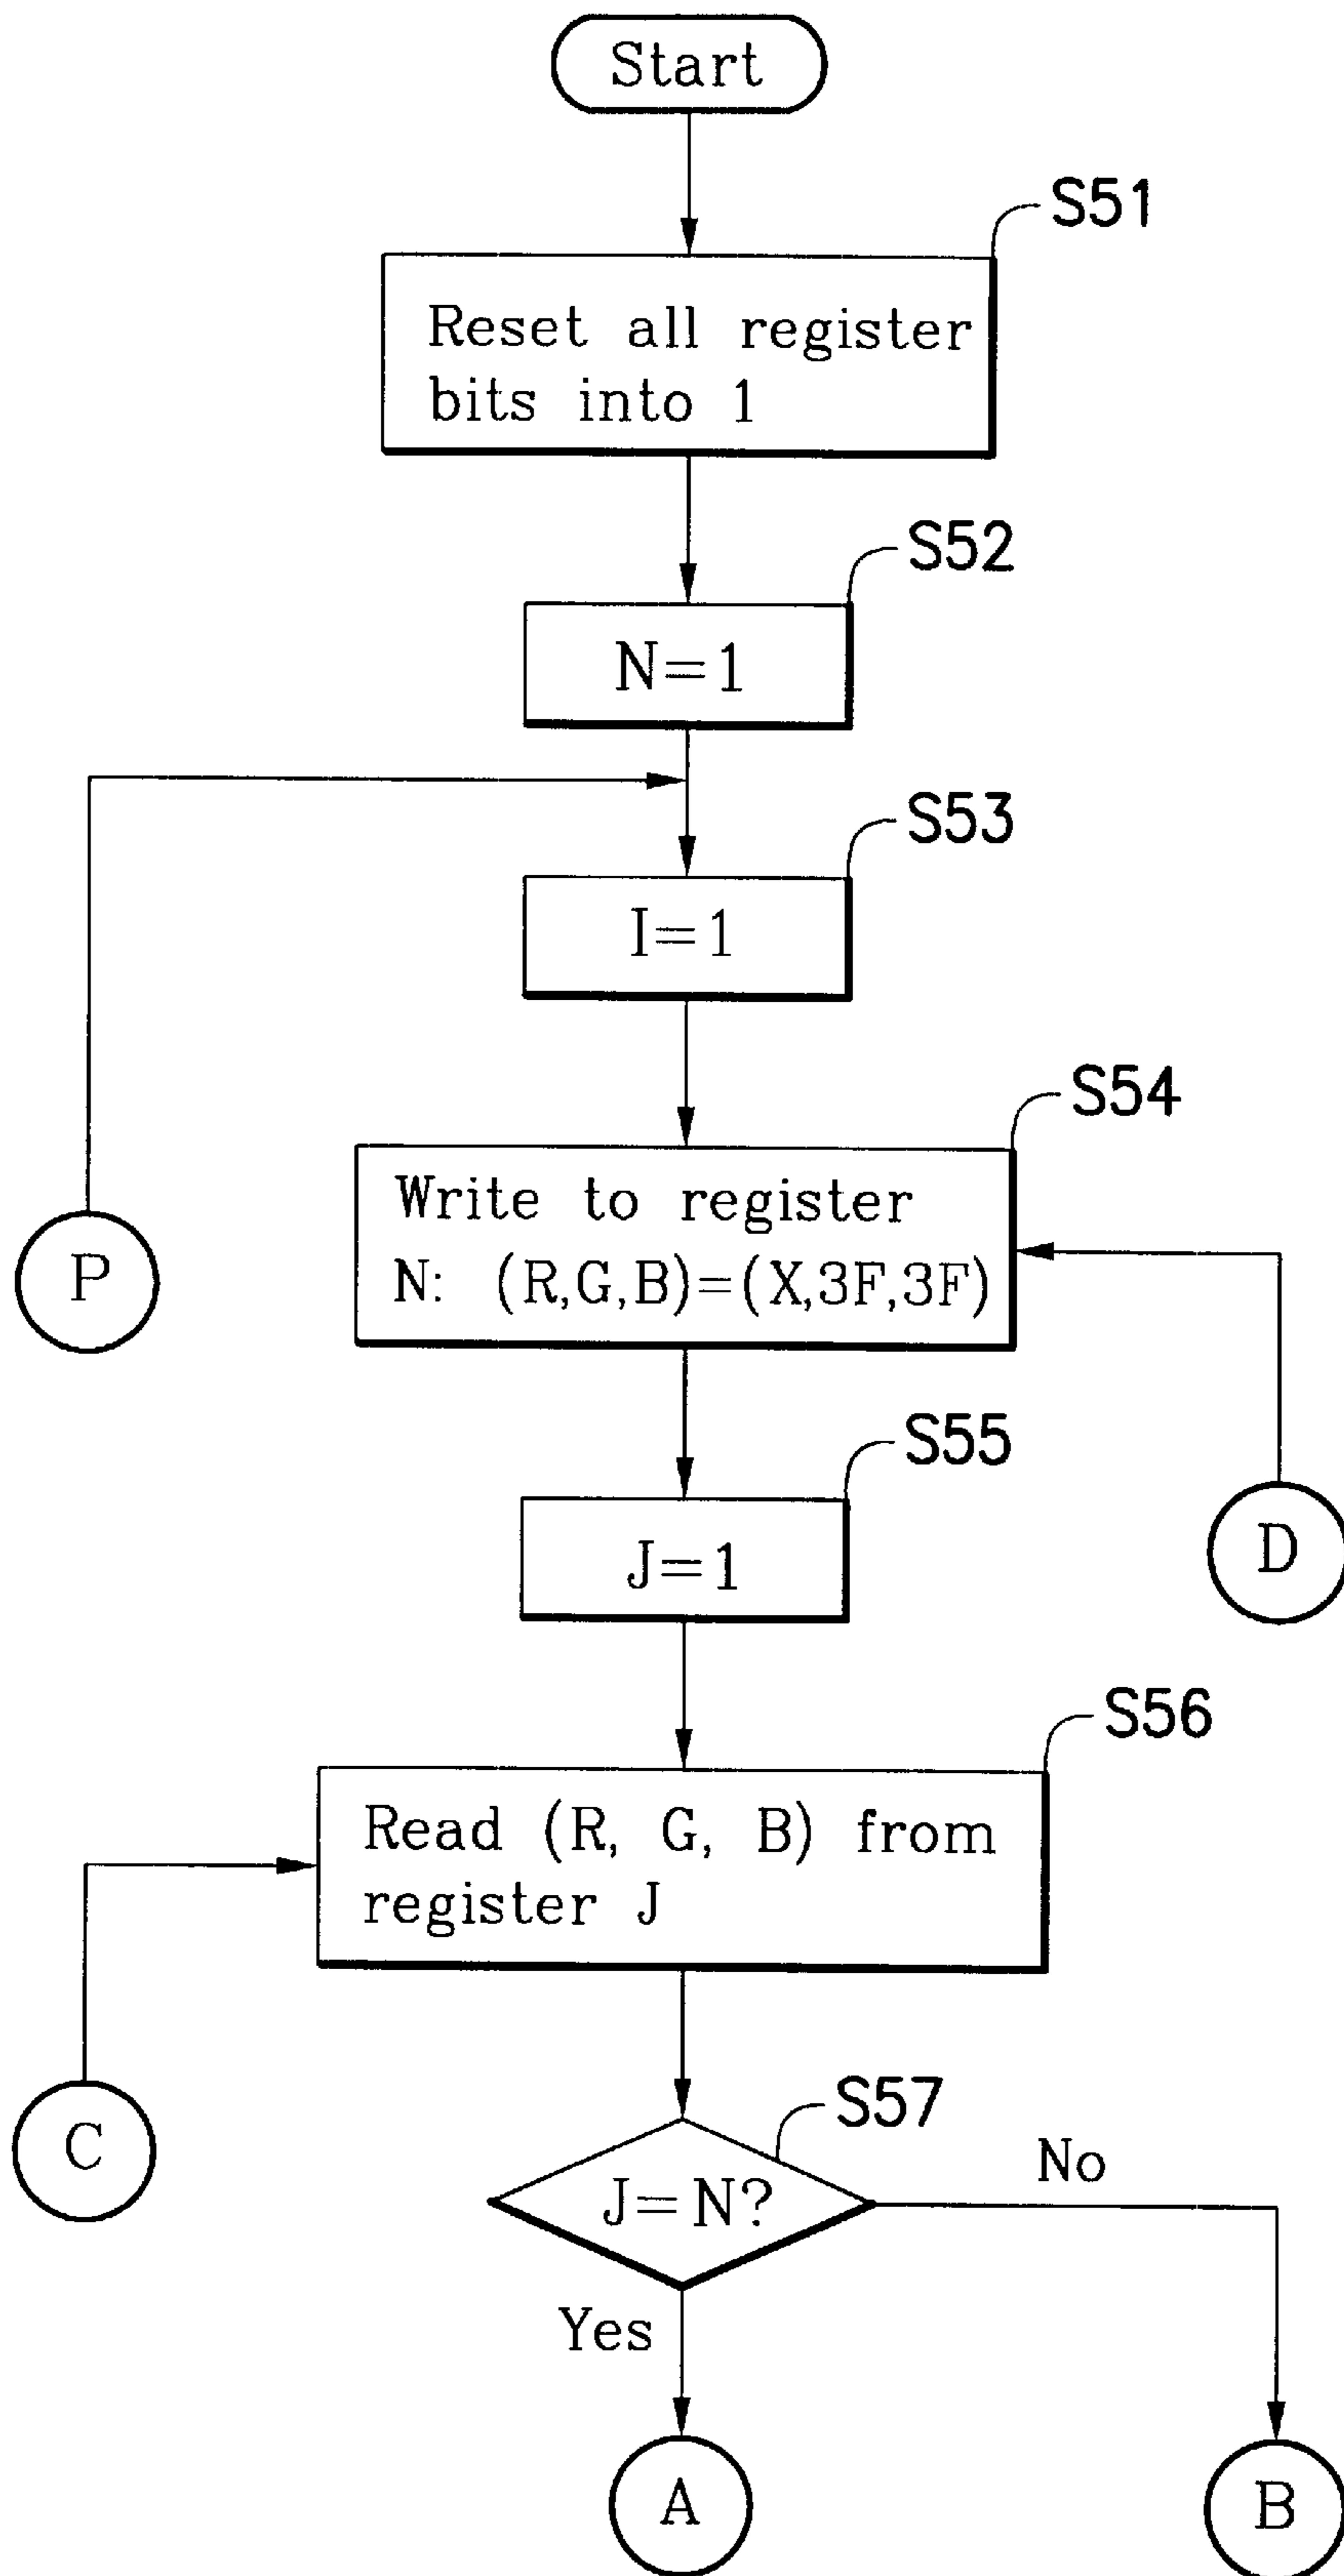 Start
S51
Reset all register
bits into 1
S52
N=1
S53
I=1
S54
Write to register
N: (R,G,B)=(X,3F,3F)
P
S55
J=1
D
S56
Read (R, G, B) from
register J
C
S57
J=N?
No
Yes
A
B